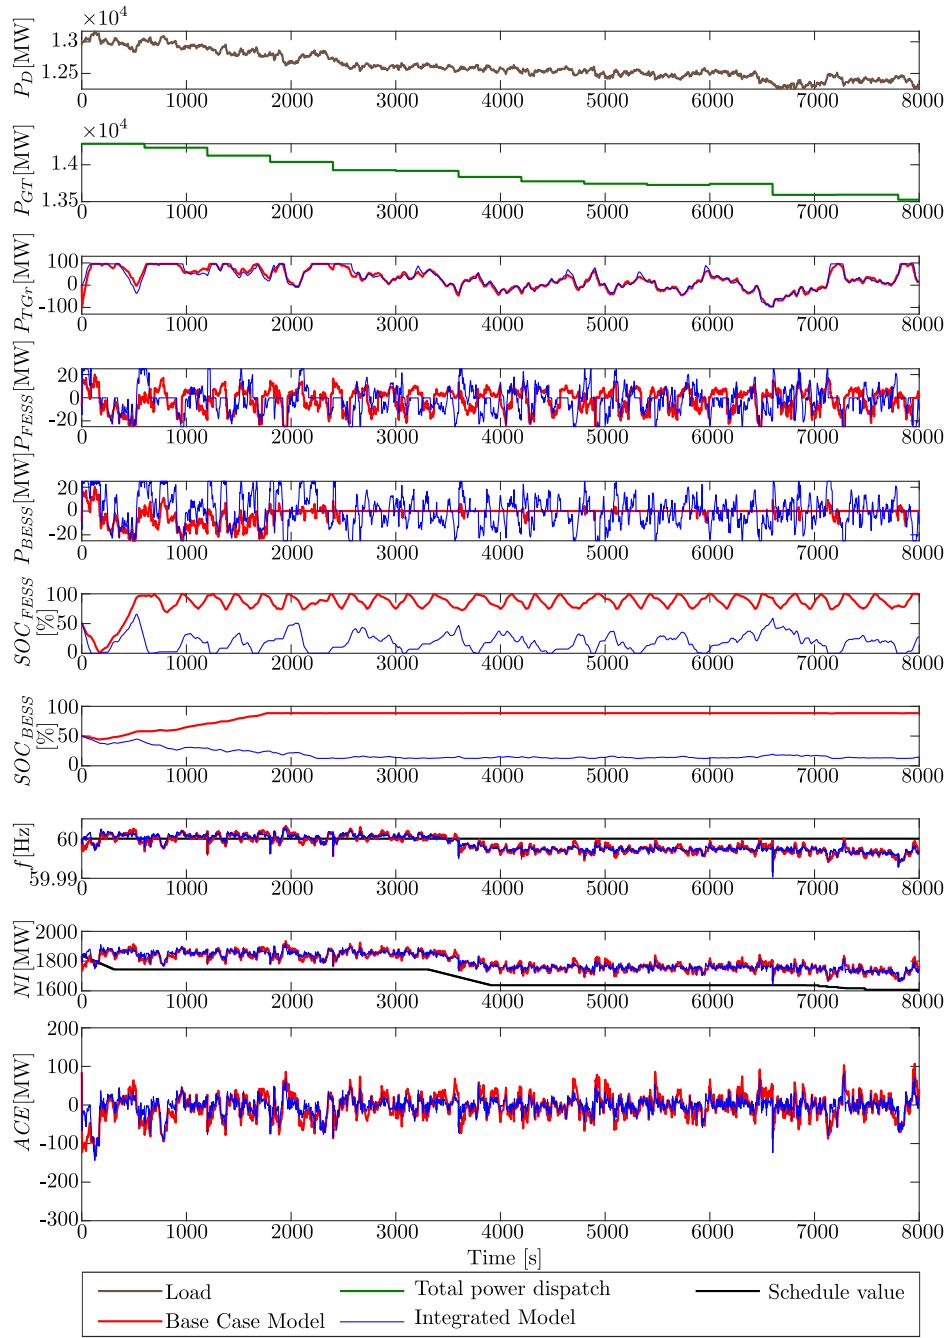 ×10⁴
P_D[MW]
1.3
1.25
0 1000 2000 3000 4000 5000 6000 7000 8000
×10⁴
P_GT[MW]
1.4
1.35
0 1000 2000 3000 4000 5000 6000 7000 8000
P_TGr[MW]
100
0
-100
0 1000 2000 3000 4000 5000 6000 7000 8000
P_FESS[MW]
20
0
-20
0 1000 2000 3000 4000 5000 6000 7000 8000
P_BESS[MW]
20
0
-20
0 1000 2000 3000 4000 5000 6000 7000 8000
SOC_FESS
[%]
100
50
0
0 1000 2000 3000 4000 5000 6000 7000 8000
SOC_BESS
[%]
100
50
0
0 1000 2000 3000 4000 5000 6000 7000 8000
f[Hz]
60
59.99
0 1000 2000 3000 4000 5000 6000 7000 8000
NI[MW]
2000
1800
1600
0 1000 2000 3000 4000 5000 6000 7000 8000
ACE[MW]
200
100
0
-100
-200
-300
0 1000 2000 3000 4000 5000 6000 7000 8000
Time [s]
Load Total power dispatch Schedule value
Base Case Model Integrated Model